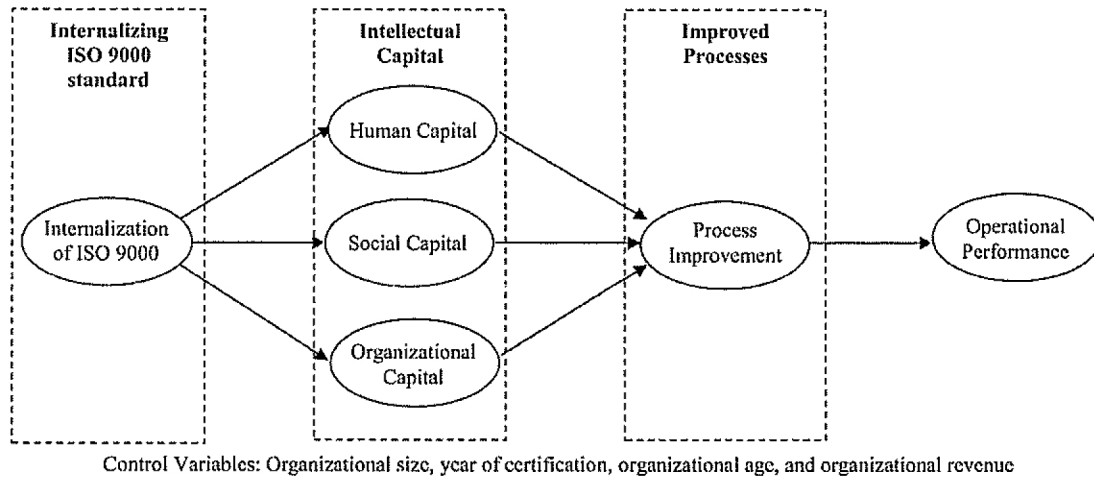 Internalizing
ISO 9000
standard
Intellectual
Capital
Improved
Processes
Human Capital
Internalization
of ISO 9000
Social Capital
Process
Improvement
Operational
Performance
Organizational
Capital
Control Variables: Organizational size, year of certification, organizational age, and organizational revenue